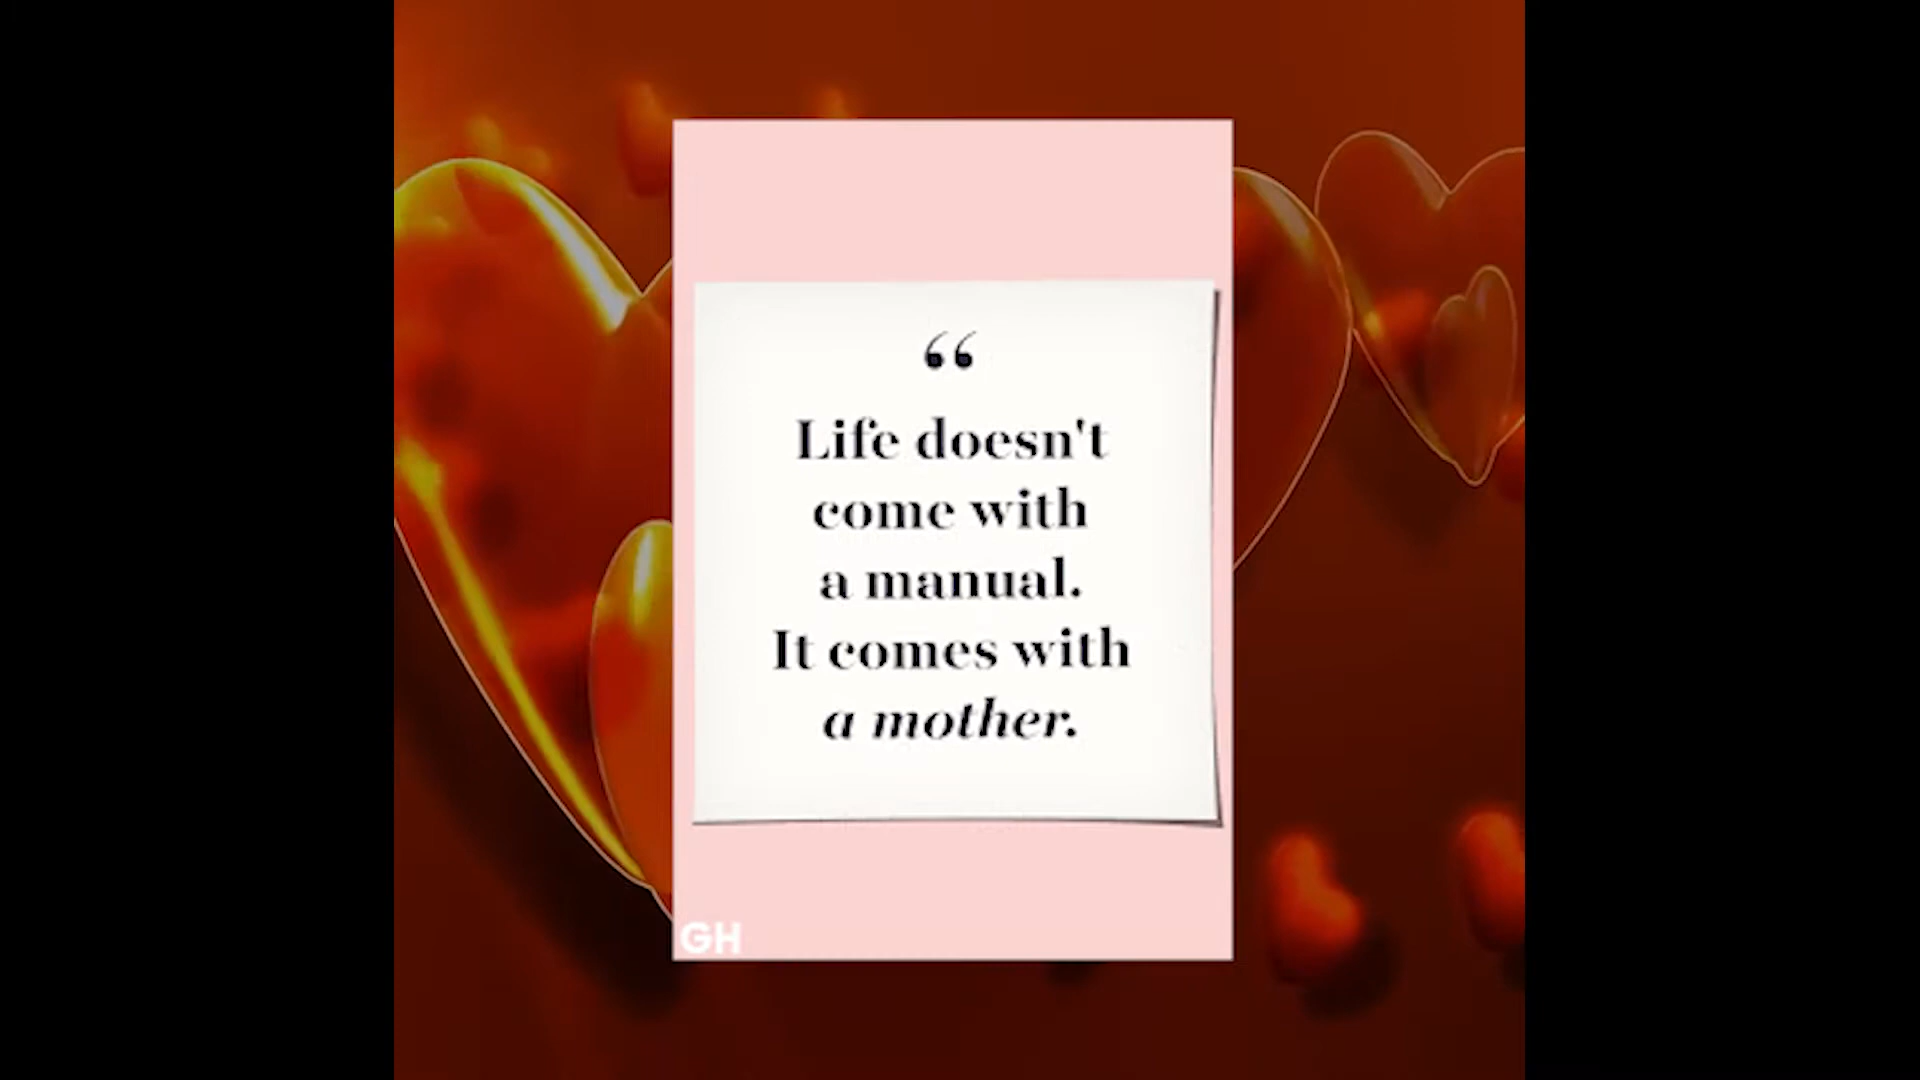 “
Life doesn't
come with
a manual.
It comes with
a mother.
GH